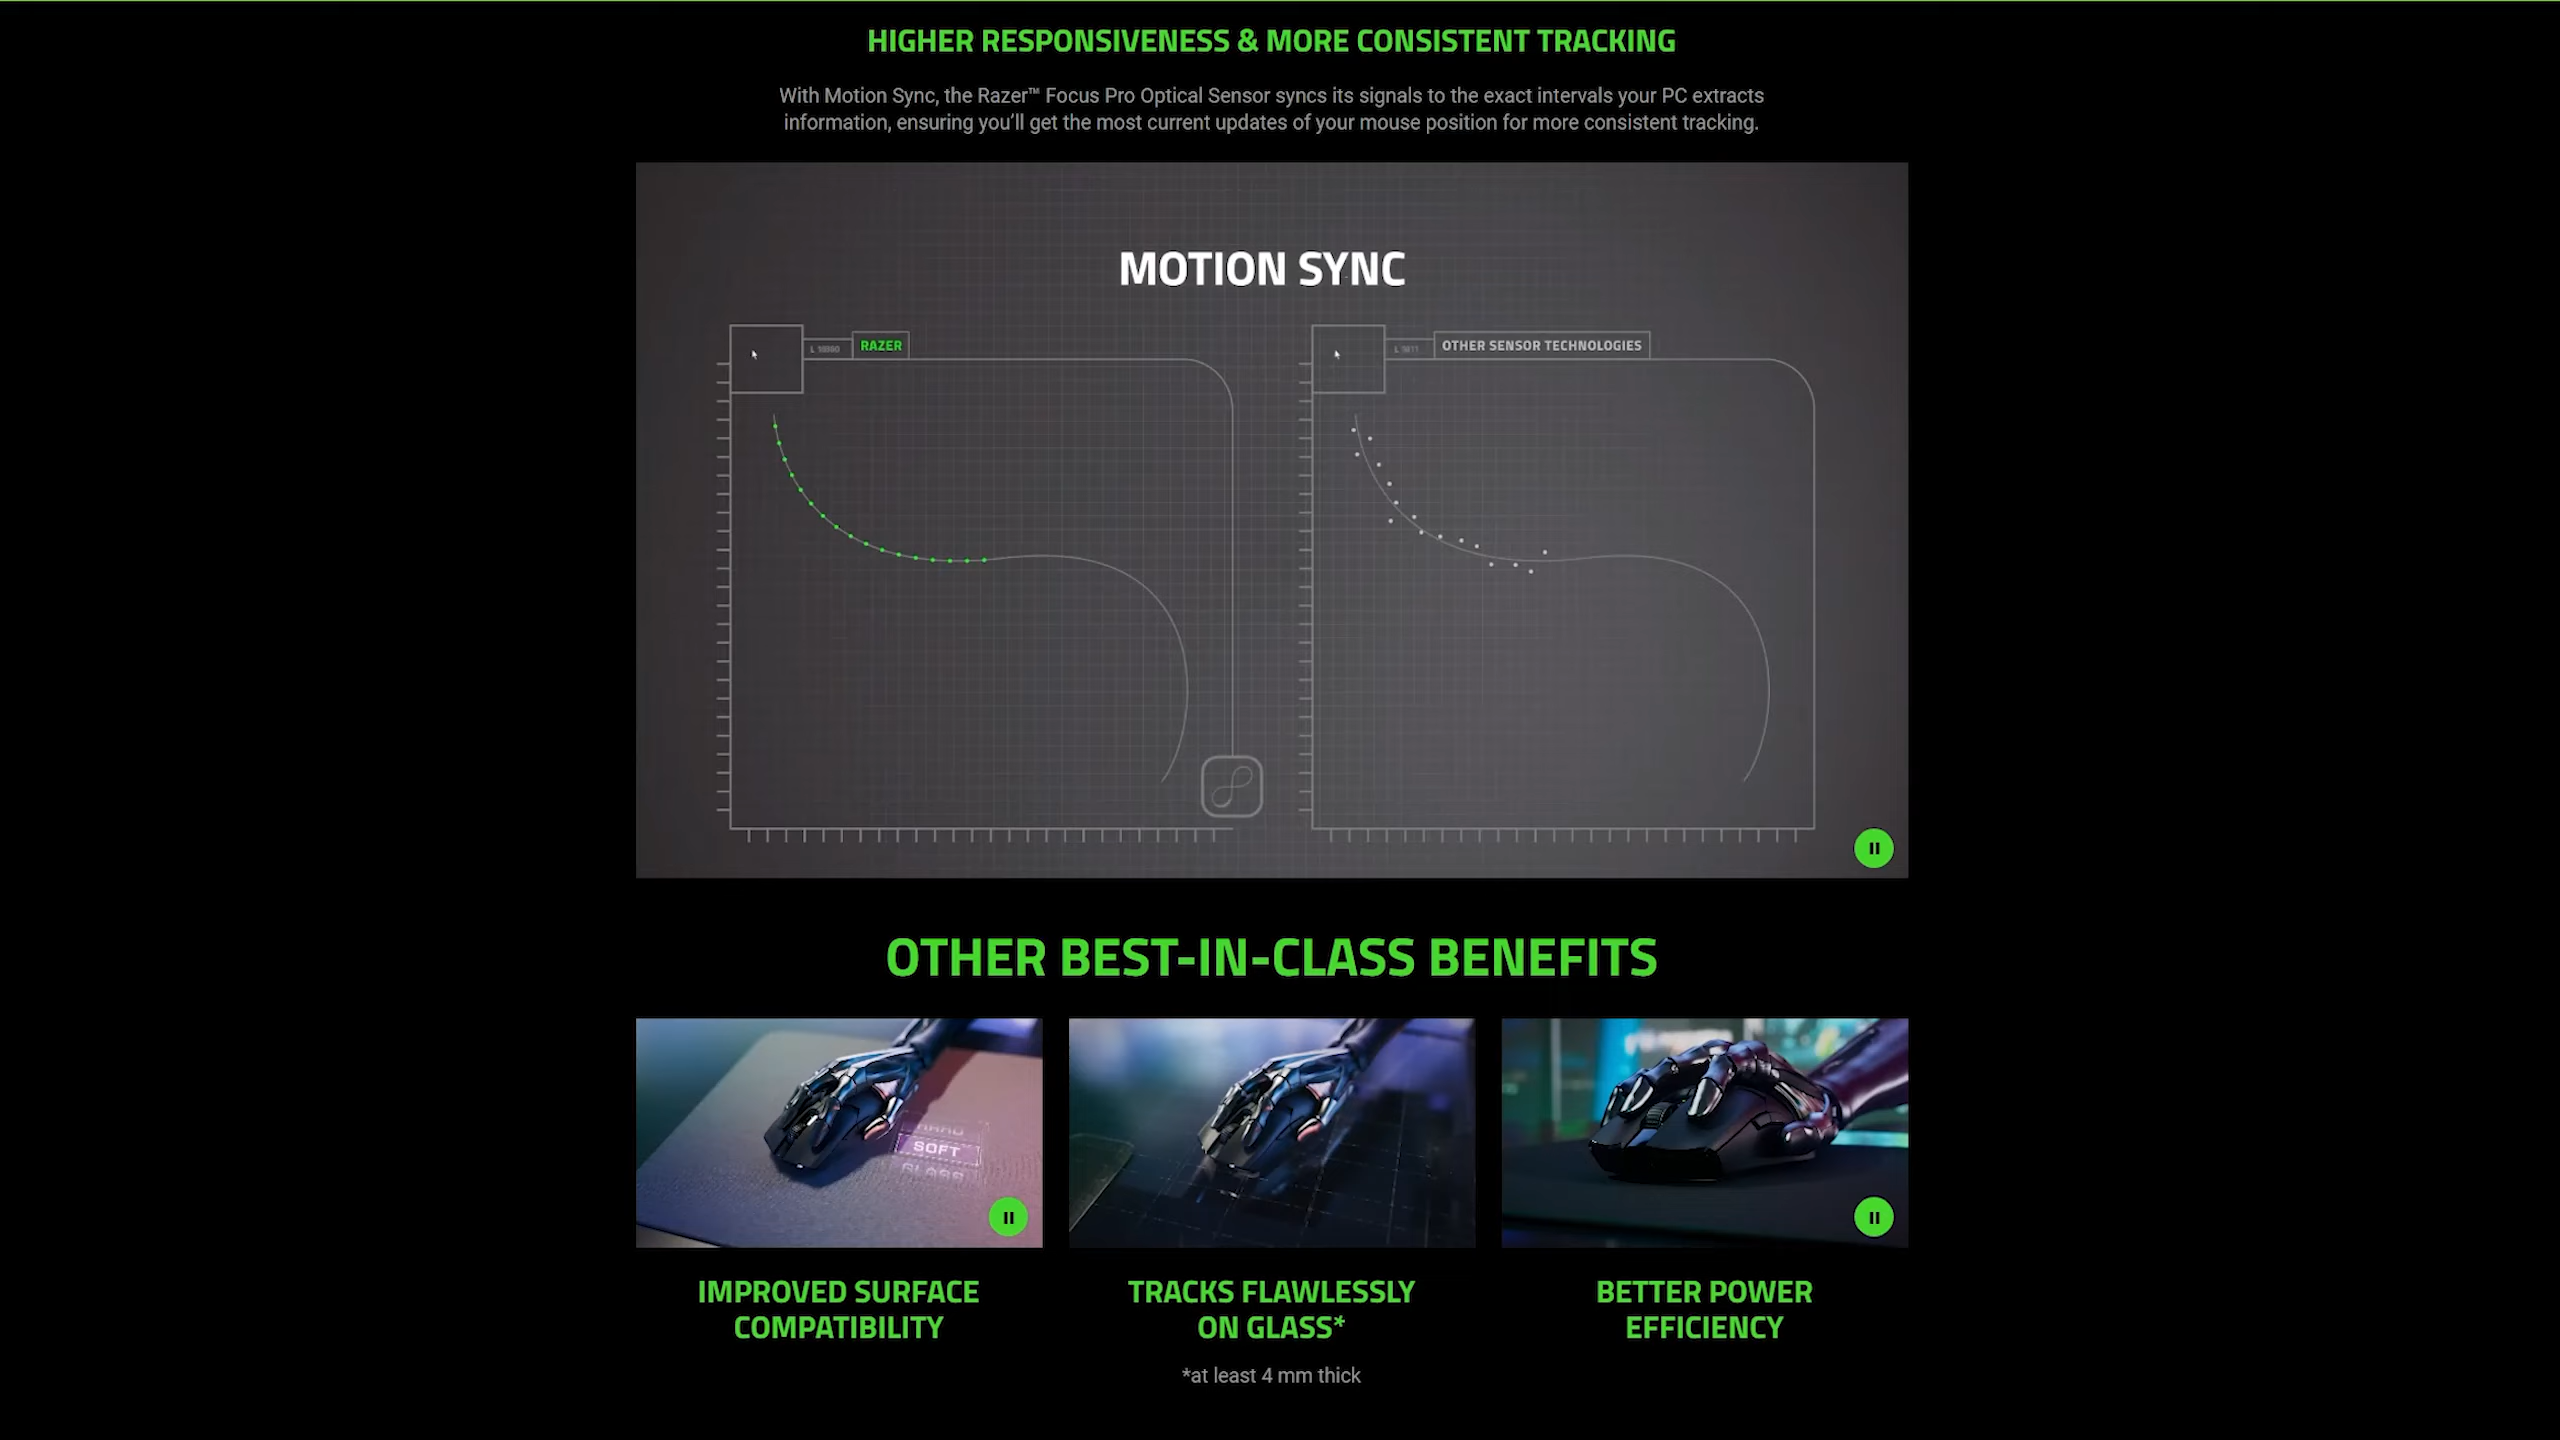 HIGHER RESPONSIVENESS & MORE CONSISTENT TRACKING
With Motion Sync, the Razer™ Focus Pro Optical Sensor syncs its signals to the exact intervals your PC extracts
information, ensuring you’ll get the most current updates of your mouse position for more consistent tracking.
MOTION SYNC
RAZER
OTHER SENSOR TECHNOLOGIES
OTHER BEST-IN-CLASS BENEFITS
HARD
SOFT
GLASS
IMPROVED SURFACE
COMPATIBILITY
TRACKS FLAWLESSLY
ON GLASS*
*at least 4 mm thick
BETTER POWER
EFFICIENCY